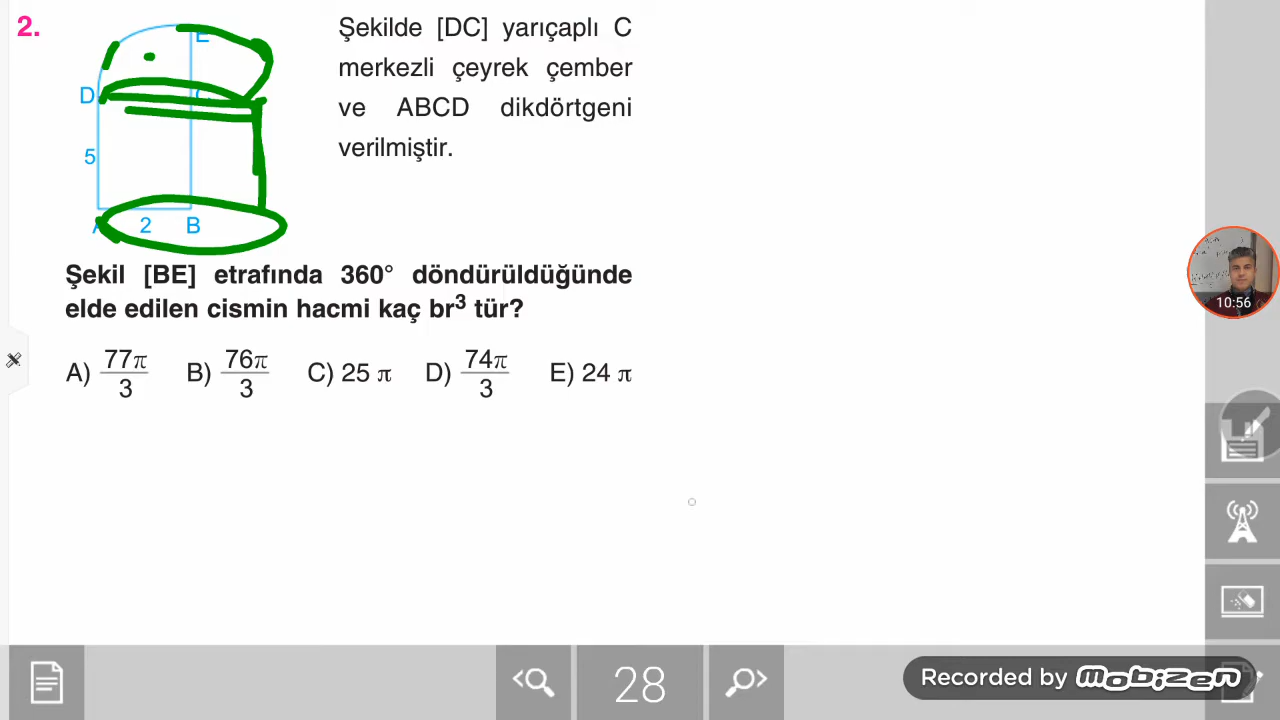 2.
E
Şekilde [DC] yarıçaplı C
merkezli çeyrek çember
ve ABCD dikdörtgeni
verilmiştir.
D C
5
A 2 B
Şekil [BE] etrafında 360° döndürüldüğünde
elde edilen cismin hacmi kaç br³ tür?
A) 77π/3 B) 76π/3 C) 25 π D) 74π/3 E) 24 π
10:56
28
Recorded by mobizen